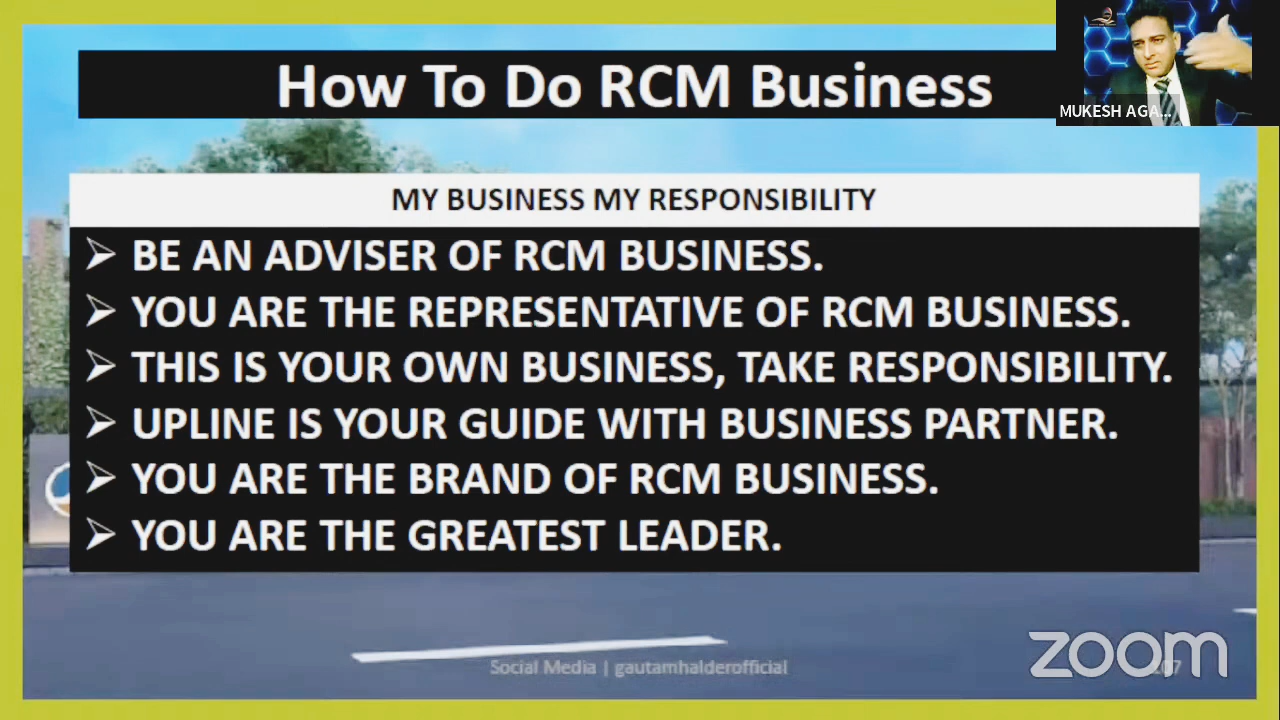 How To Do RCM Business
MUKESH AGA...
MY BUSINESS MY RESPONSIBILITY
BE AN ADVISER OF RCM BUSINESS.
YOU ARE THE REPRESENTATIVE OF RCM BUSINESS.
THIS IS YOUR OWN BUSINESS, TAKE RESPONSIBILITY.
UPLINE IS YOUR GUIDE WITH BUSINESS PARTNER.
YOU ARE THE BRAND OF RCM BUSINESS.
YOU ARE THE GREATEST LEADER.
zoom
Social Media | gautamhalderofficial